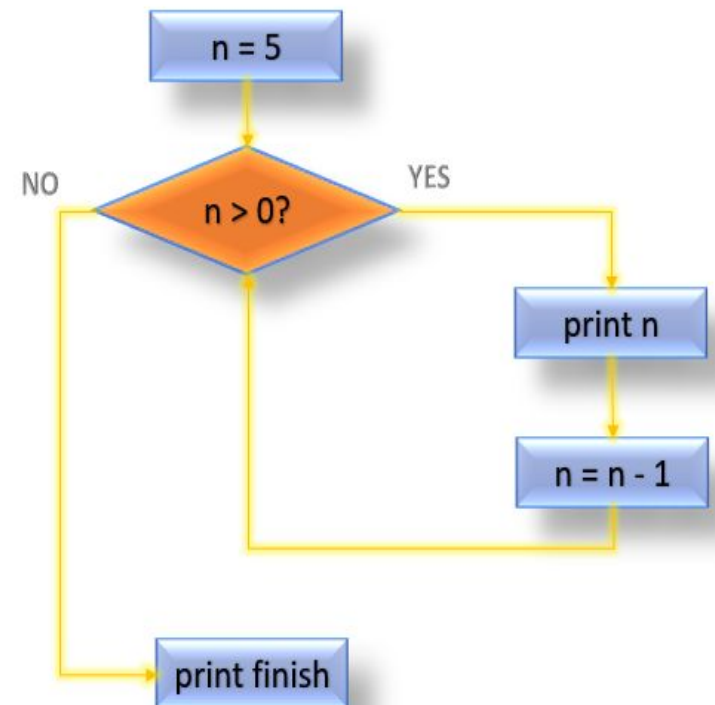 n = 5
NO
YES
n > 0?
print n
n = n - 1
print finish